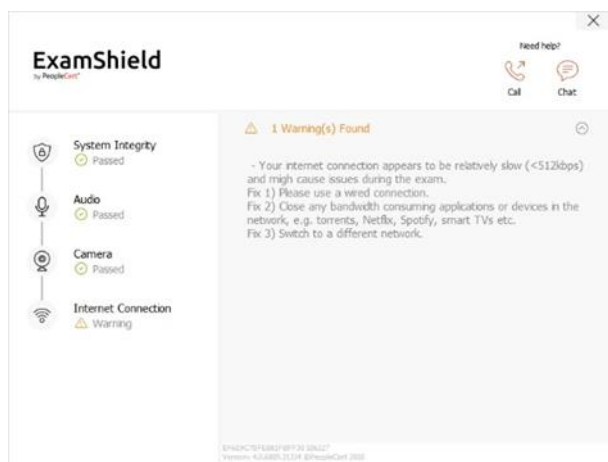 Need help?
ExamShield
by PeopleCert
Call
Chat
1 Warning(s) Found
System Integrity
Passed
Audio
Passed
Camera
Passed
Internet Connection
Warning
- Your internet connection appears to be relatively slow (<512kbps)
and migh cause issues during the exam.
Fix 1) Please use a wired connection.
Fix 2) Close any bandwidth consuming applications or devices in the
network, e.g. torrents, Netflix, Spotify, smart TVs etc.
Fix 3) Switch to a different network.
Version: ©PeopleCert